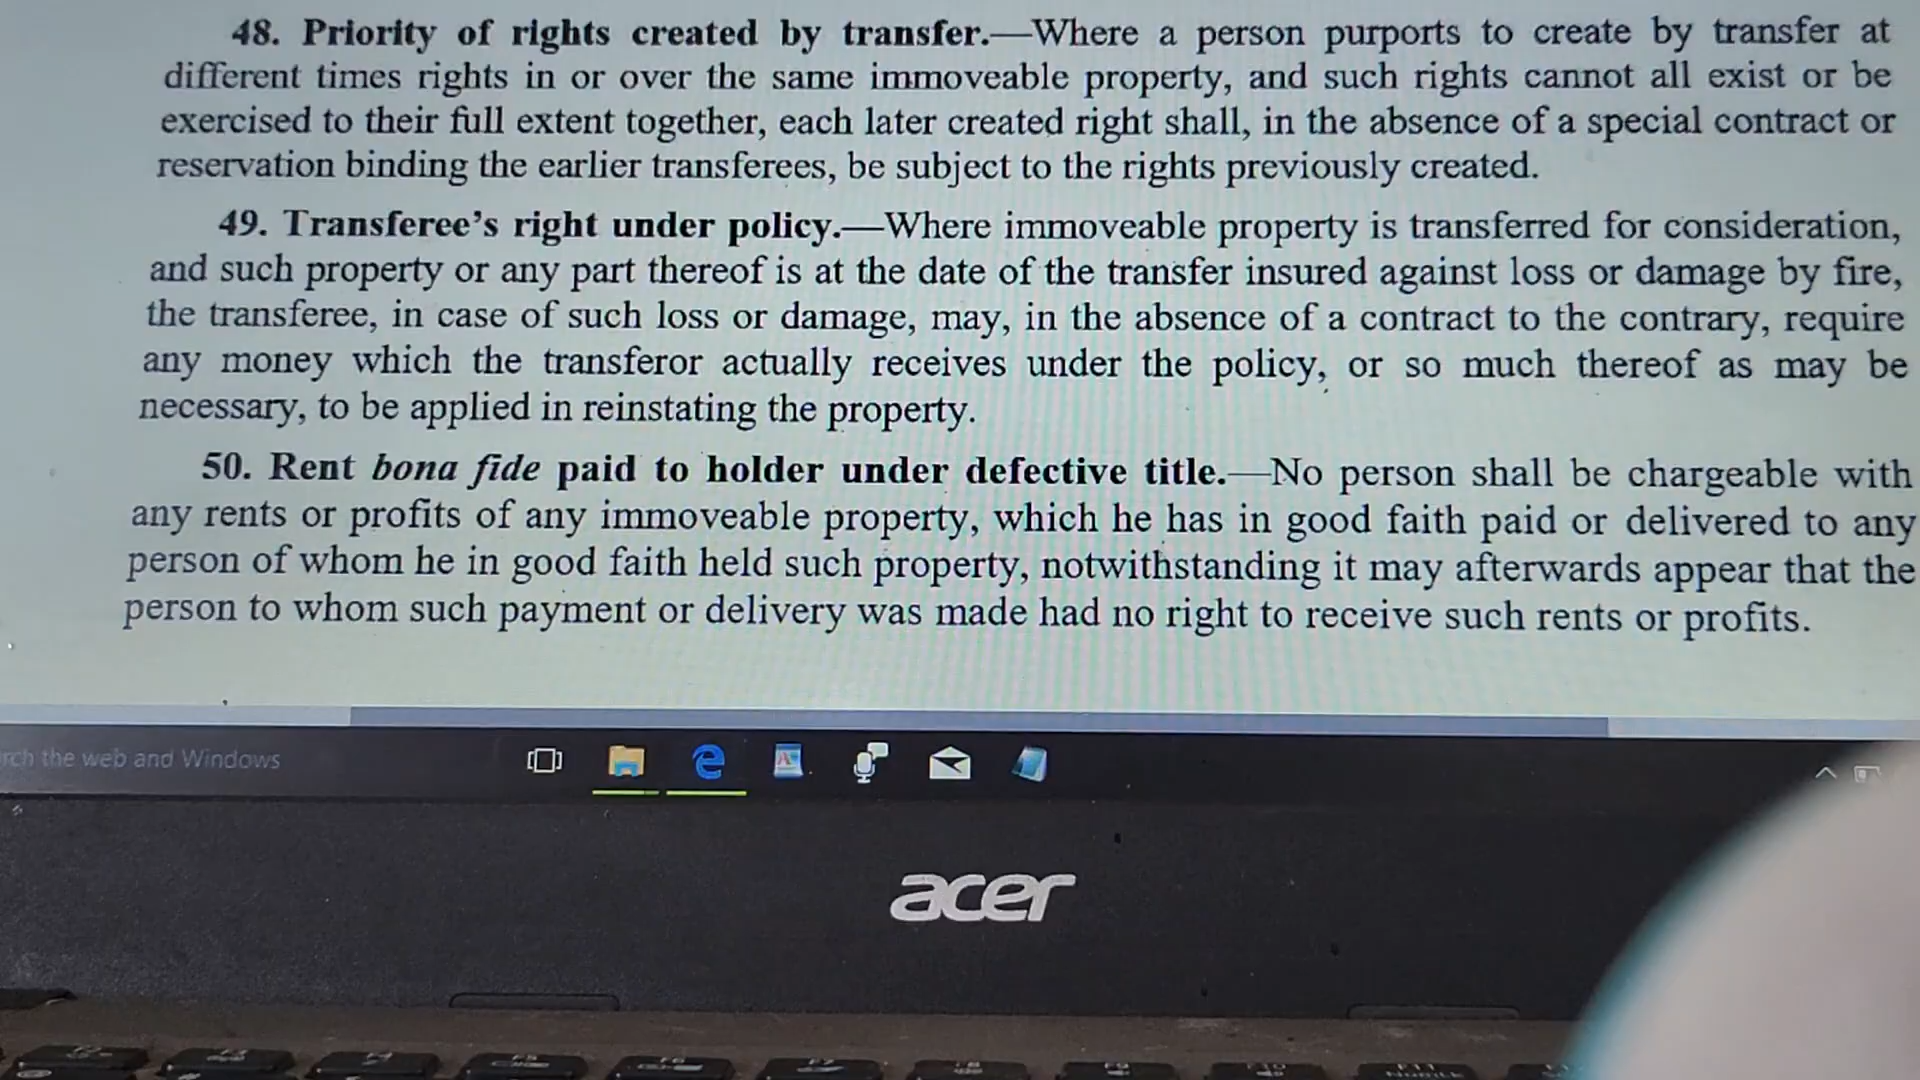 48. Priority of rights created by transfer.—Where a person purports to create by transfer at
different times rights in or over the same immoveable property, and such rights cannot all exist or be
exercised to their full extent together, each later created right shall, in the absence of a special contract or
reservation binding the earlier transferees, be subject to the rights previously created.
49. Transferee's right under policy.—Where immoveable property is transferred for consideration,
and such property or any part thereof is at the date of the transfer insured against loss or damage by fire,
the transferee, in case of such loss or damage, may, in the absence of a contract to the contrary, require
any money which the transferor actually receives under the policy, or so much thereof as may be
necessary, to be applied in reinstating the property.
50. Rent bona fide paid to holder under defective title.—No person shall be chargeable with
any rents or profits of any immoveable property, which he has in good faith paid or delivered to any
person of whom he in good faith held such property, notwithstanding it may afterwards appear that the
person to whom such payment or delivery was made had no right to receive such rents or profits.
rch the web and Windows
acer